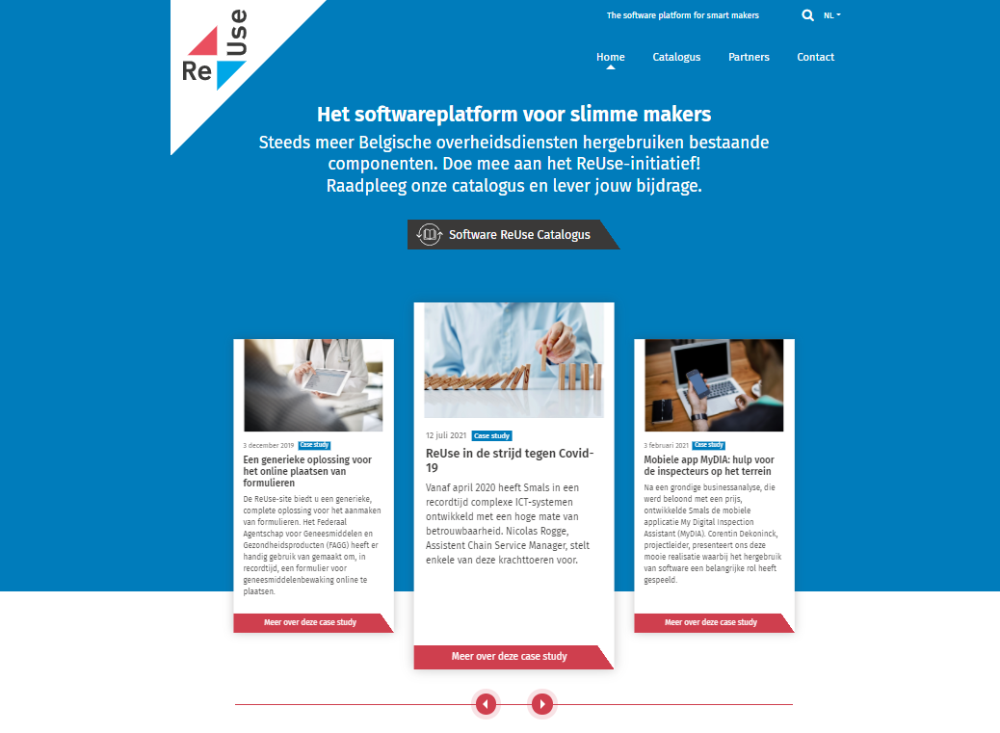 Re
Use
The software platform for smart makers
NL
Home
Catalogus
Partners
Contact
Het softwareplatform voor slimme makers
Steeds meer Belgische overheidsdiensten hergebruiken bestaande
componenten. Doe mee aan het ReUse-initiatief!
Raadpleeg onze catalogus en lever jouw bijdrage.
Software ReUse Catalogus
3 december 2019 Case study
Een generieke oplossing voor
het online plaatsen van
formulieren
De ReUse-site biedt u een generieke,
complete oplossing voor het aanmaken
van formulieren. Het Federaal
Agentschap voor Geneesmiddelen en
Gezondheidsproducten (FAGG) heeft er
handig gebruik van gemaakt om, in
recordtijd, een formulier voor
geneesmiddelenbewaking online te
plaatsen.
Meer over deze case study
12 juli 2021 Case study
ReUse in de strijd tegen Covid-
19
Vanaf april 2020 heeft Smals in een
recordtijd complexe ICT-systemen
ontwikkeld met een hoge mate van
betrouwbaarheid. Nicolas Rogge,
Assistent Chain Service Manager, stelt
enkele van deze krachttoeren voor.
Meer over deze case study
3 februari 2021 Case study
Mobiele app MyDIA: hulp voor
de inspecteurs op het terrein
Na een grondige businessanalyse, die
werd beloond met een prijs,
ontwikkelde Smals de mobiele
applicatie My Digital Inspection
Assistant (MyDIA). Corentin Dekoninck,
projectleider, presenteert ons deze
mooie realisatie waarbij het hergebruik
van software een belangrijke rol heeft
gespeeld.
Meer over deze case study